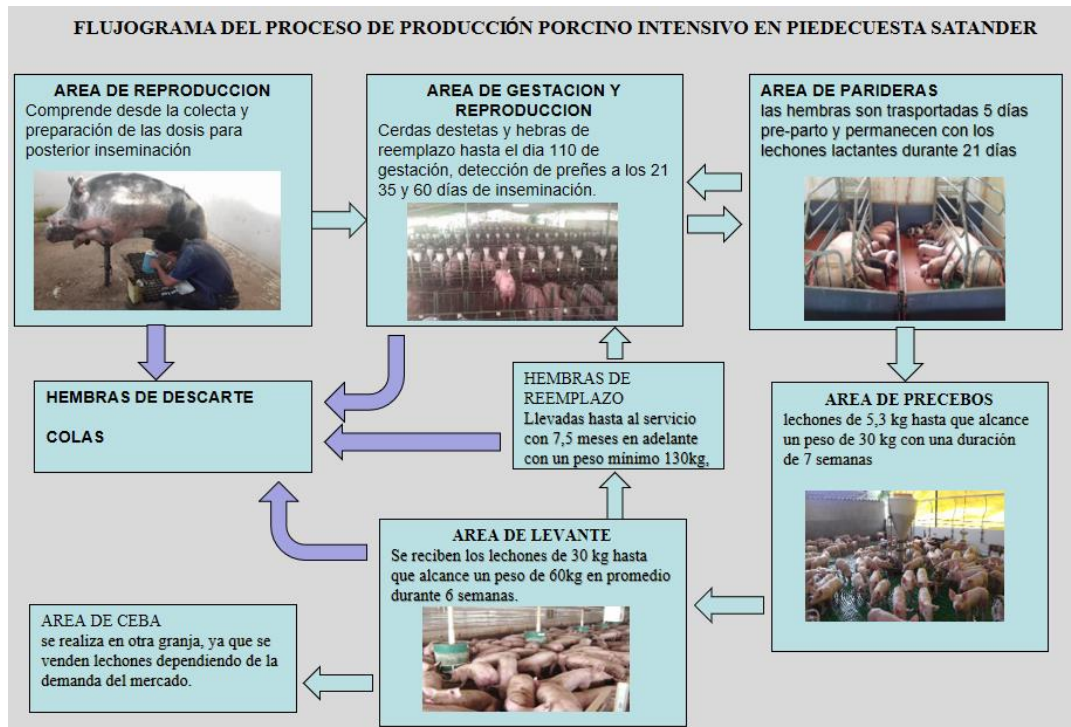 FLUJOGRAMA DEL PROCESO DE PRODUCCIÓN PORCINO INTENSIVO EN PIEDECUESTA SATANDER
AREA DE REPRODUCCION
Comprende desde la colecta y
preparación de las dosis para
posterior inseminación
AREA DE GESTACION Y
REPRODUCCION
Cerdas destetas y hebras de
reemplazo hasta el dia 110 de
gestación, detección de preñes a los 21
35 y 60 días de inseminación.
AREA DE PARIDERAS
las hembras son trasportadas 5 días
pre-parto y permanecen con los
lechones lactantes durante 21 días
HEMBRAS DE DESCARTE
COLAS
HEMBRAS DE
REEMPLAZO
Llevadas hasta al servicio
con 7,5 meses en adelante
con un peso mínimo 130kg,
AREA DE PRECEBOS
lechones de 5,3 kg hasta que alcance
un peso de 30 kg con una duración
de 7 semanas
AREA DE LEVANTE
Se reciben los lechones de 30 kg hasta
que alcance un peso de 60kg en promedio
durante 6 semanas.
AREA DE CEBA
se realiza en otra granja, ya que se
venden lechones dependiendo de la
demanda del mercado.